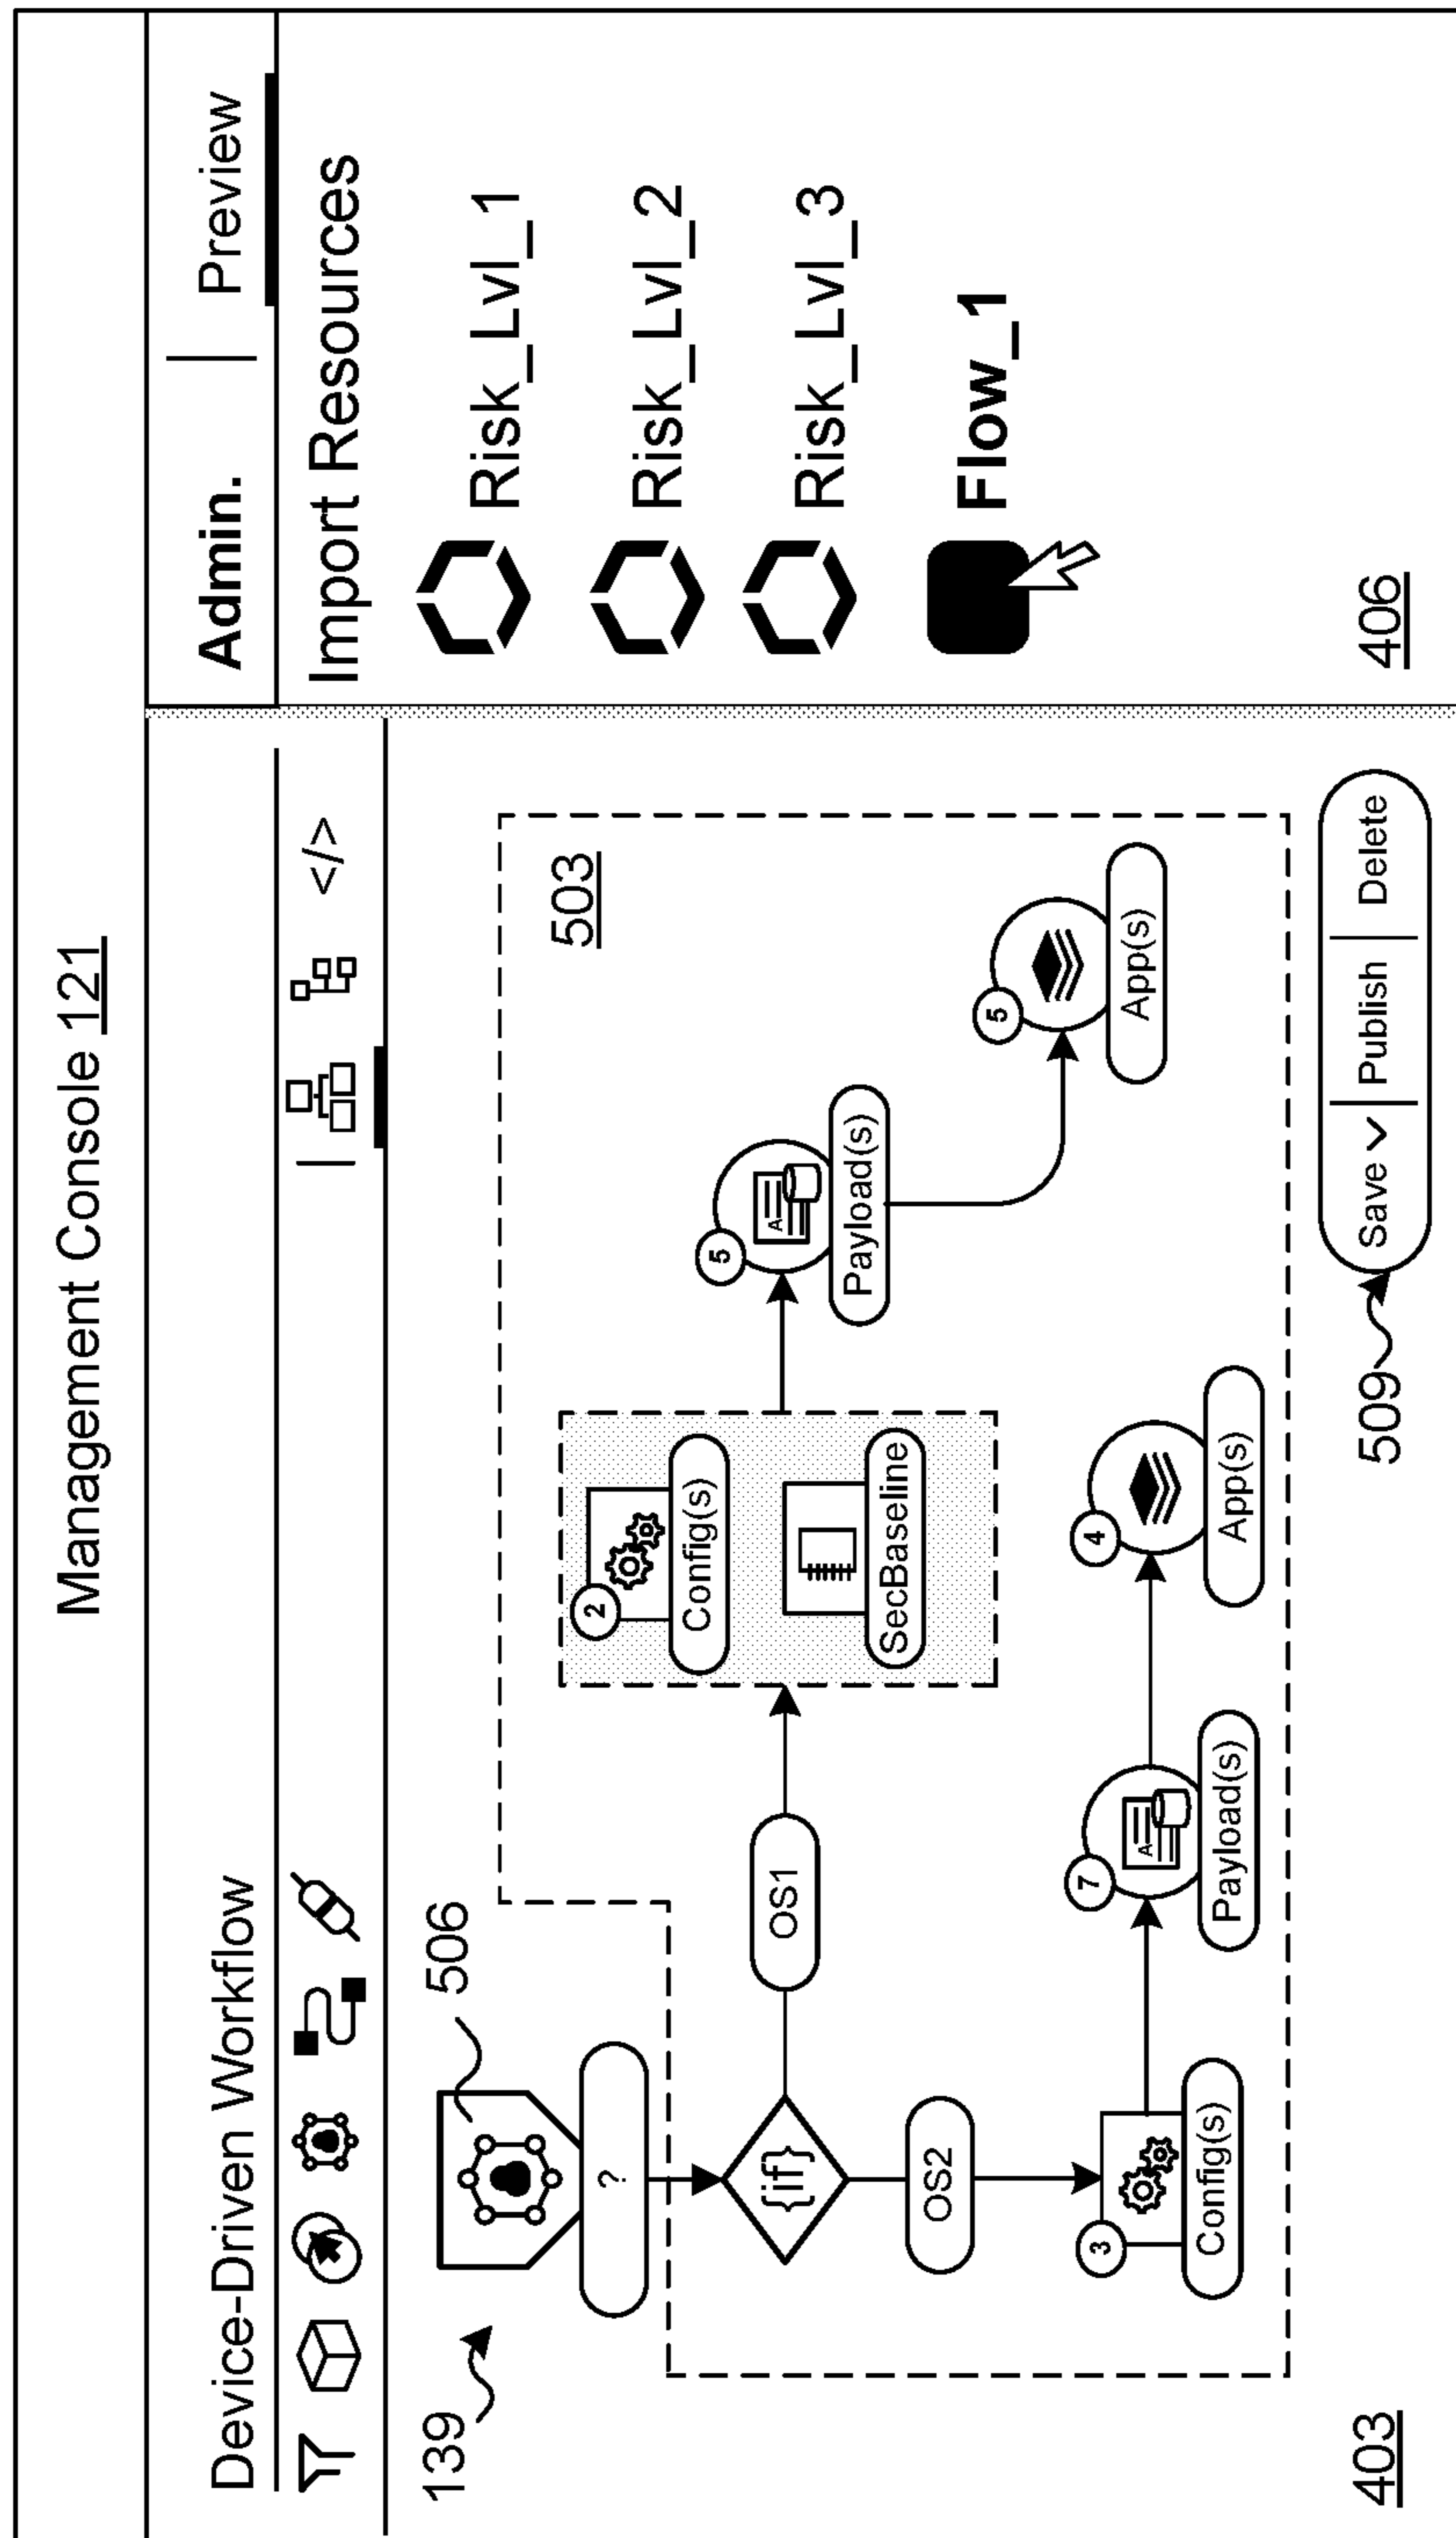 Management Console 121
Device-Driven Workflow
</>
Admin. | Preview
Import Resources
Risk_Lvl_1
Risk_Lvl_2
Risk_Lvl_3
Flow_1
406
139
506
?
{if}
OS1
2
Config(s)
SecBaseline
5
A
Payload(s)
5
App(s)
503
OS2
3
Config(s)
7
A
Payload(s)
4
App(s)
403
509
Save | Publish | Delete